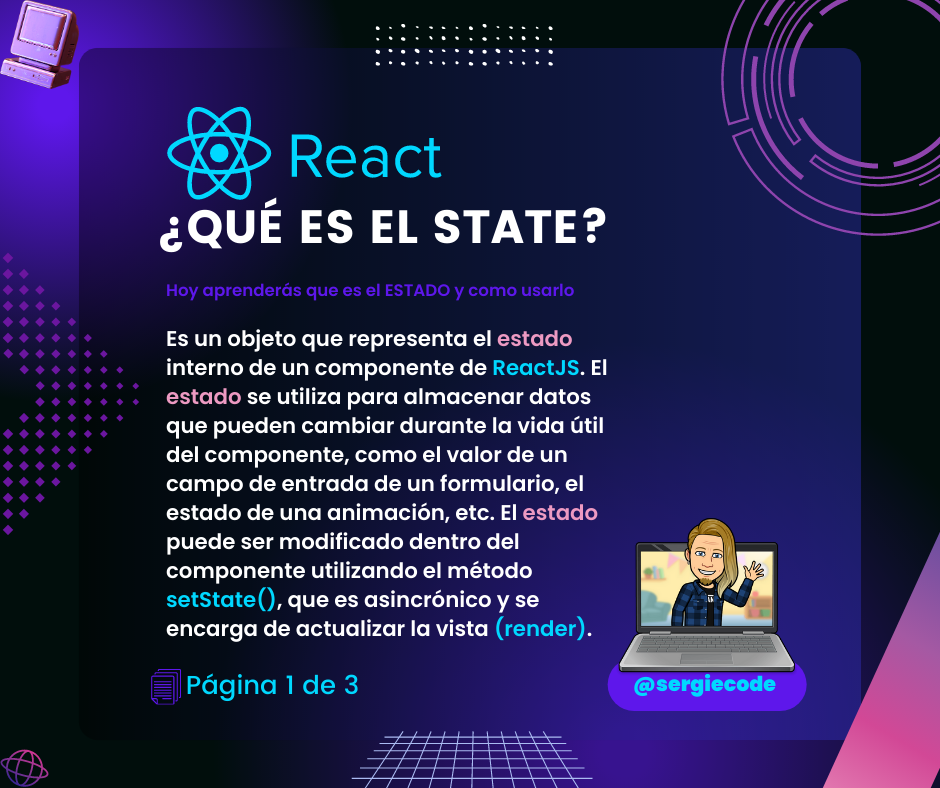 React
¿QUÉ ES EL STATE?
Hoy aprenderás que es el ESTADO y como usarlo
Es un objeto que representa el estado
interno de un componente de ReactJS. El
estado se utiliza para almacenar datos
que pueden cambiar durante la vida útil
del componente, como el valor de un
campo de entrada de un formulario, el
estado de una animación, etc. El estado
puede ser modificado dentro del
componente utilizando el método
setState(), que es asincrónico y se
encarga de actualizar la vista (render).
Página 1 de 3
@sergiecode